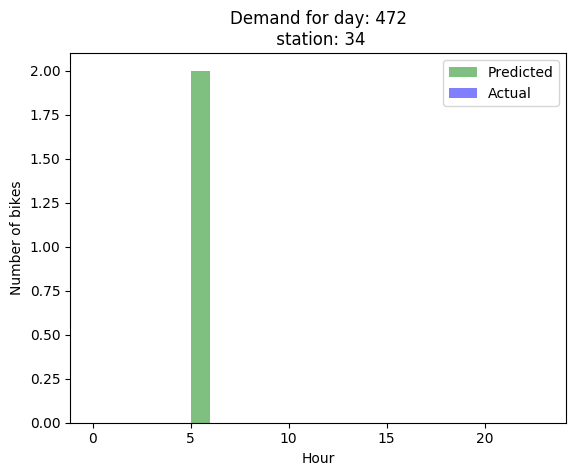 Demand for day: 472
station: 34
Predicted
Actual
Number of bikes
2.00
1.75
1.50
1.25
1.00
0.75
0.50
0.25
0.00
0 5 10 15 20
Hour